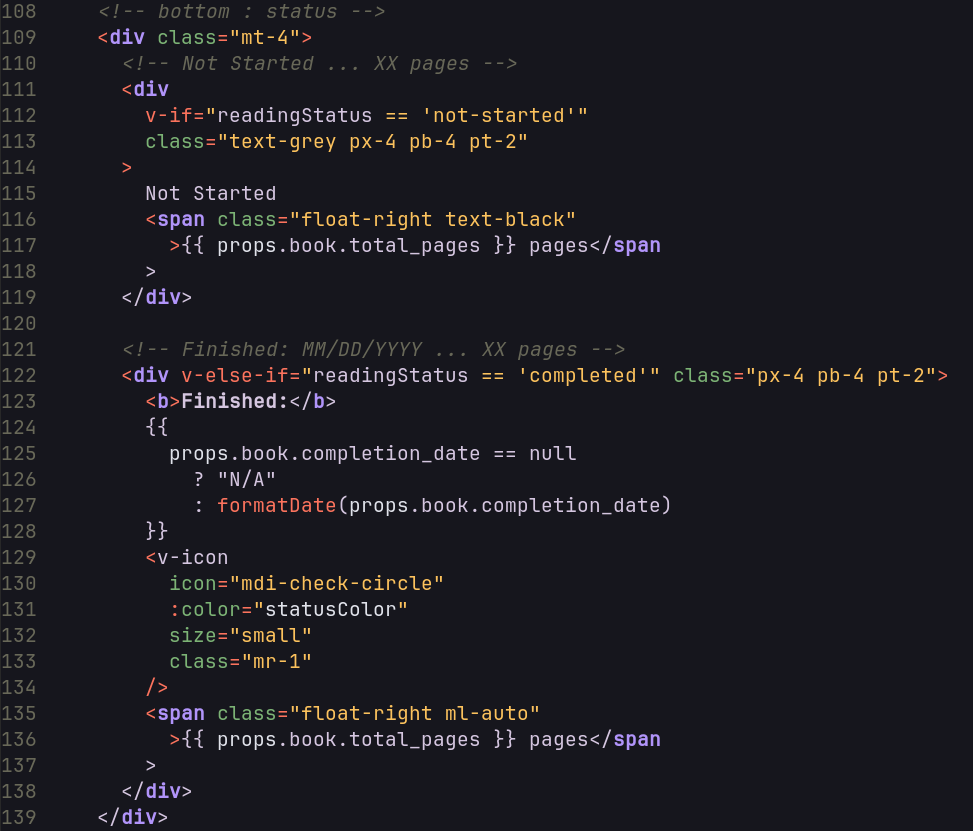 108     <!-- bottom : status -->
109     <div class="mt-4">
110       <!-- Not Started ... XX pages -->
111       <div
112         v-if="readingStatus == 'not-started'"
113         class="text-grey px-4 pb-4 pt-2"
114       >
115         Not Started
116         <span class="float-right text-black"
117           >{{ props.book.total_pages }} pages</span
118         >
119       </div>
120
121       <!-- Finished: MM/DD/YYYY ... XX pages -->
122       <div v-else-if="readingStatus == 'completed'" class="px-4 pb-4 pt-2">
123         <b>Finished:</b>
124         {{
125           props.book.completion_date == null
126             ? "N/A"
127             : formatDate(props.book.completion_date)
128         }}
129         <v-icon
130           icon="mdi-check-circle"
131           :color="statusColor"
132           size="small"
133           class="mr-1"
134         />
135         <span class="float-right ml-auto"
136           >{{ props.book.total_pages }} pages</span
137         >
138       </div>
139     </div>